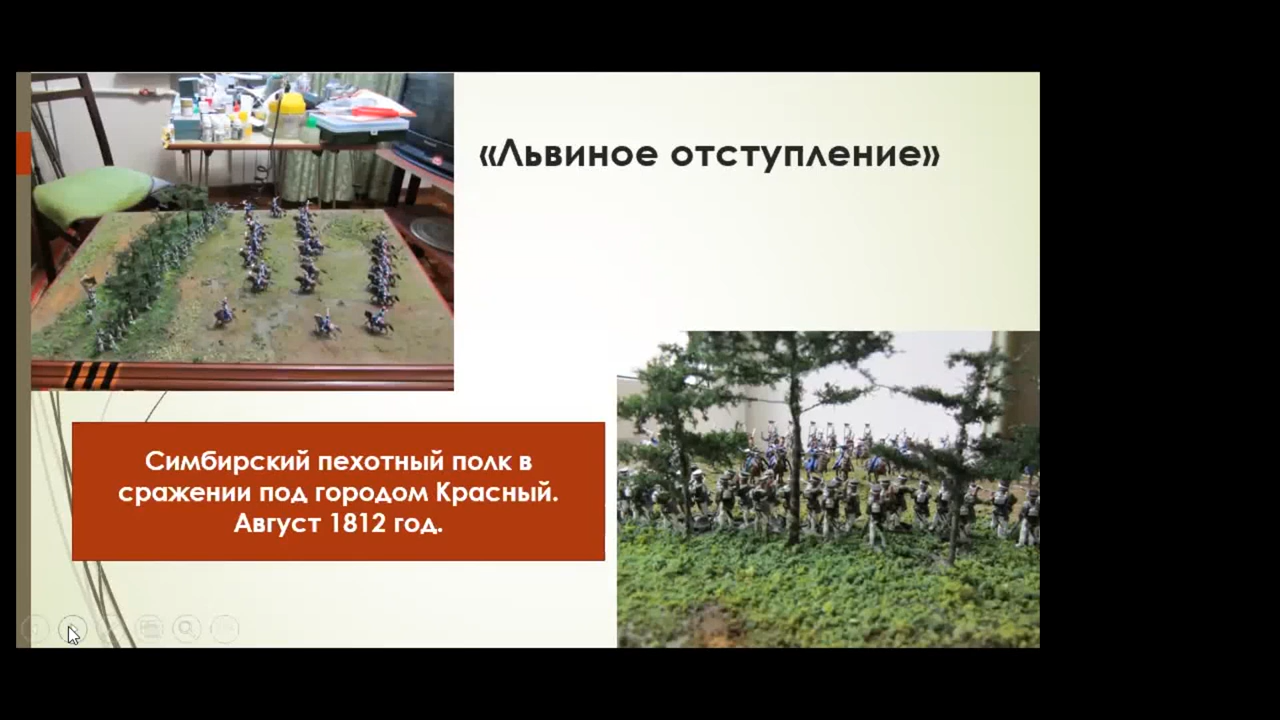 «Львиное отступление»
Симбирский пехотный полк в
сражении под городом Красный.
Август 1812 год.